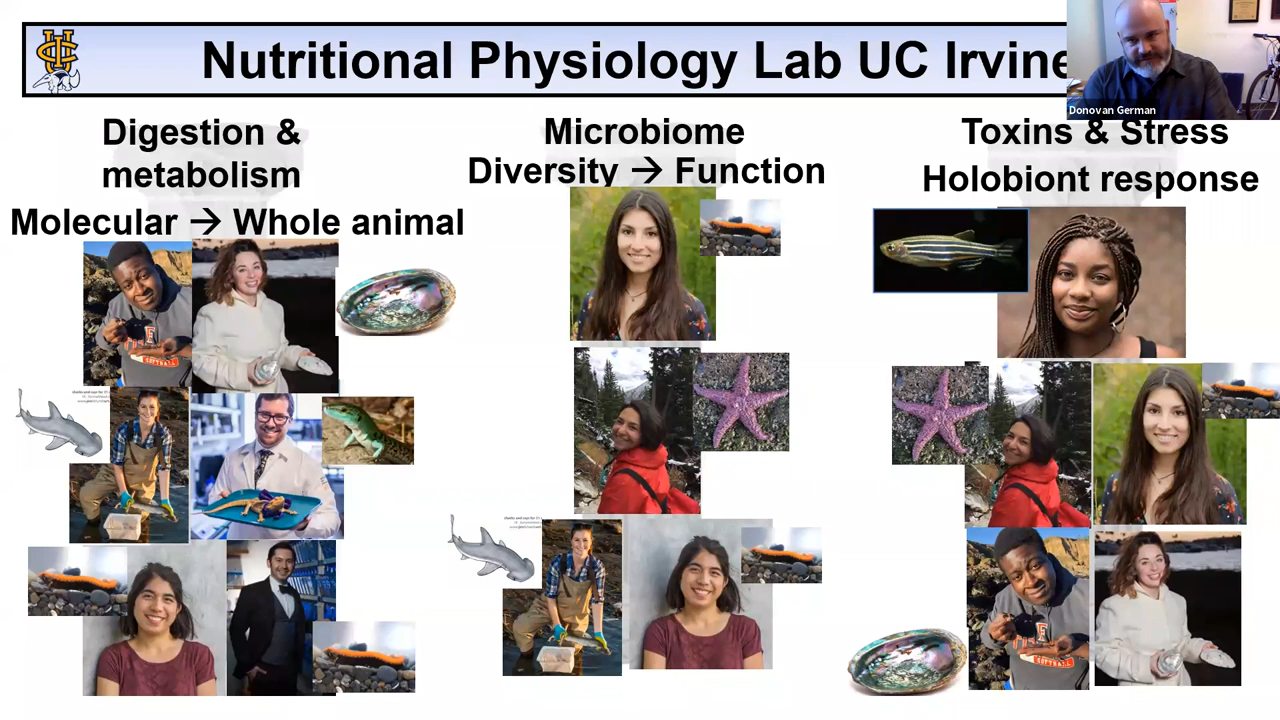 Nutritional Physiology Lab UC Irvine
Donovan German
Digestion &
metabolism
Molecular → Whole animal
Microbiome
Diversity → Function
Toxins & Stress
Holobiont response